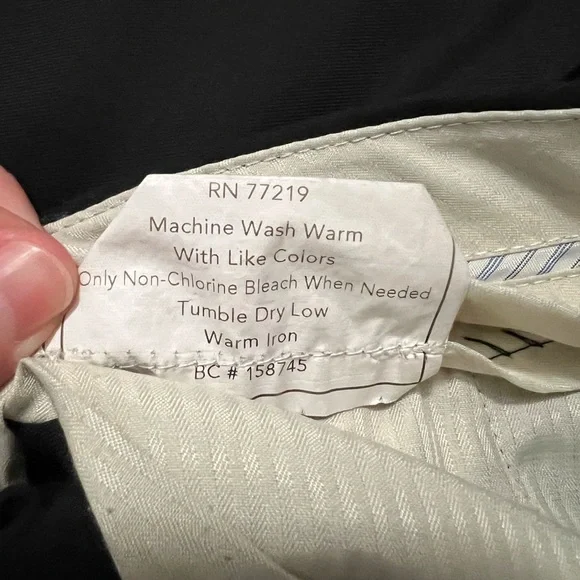 RN 77219
Machine Wash Warm
With Like Colors
Only Non-Chlorine Bleach When Needed
Tumble Dry Low
Warm Iron
BC # 158745